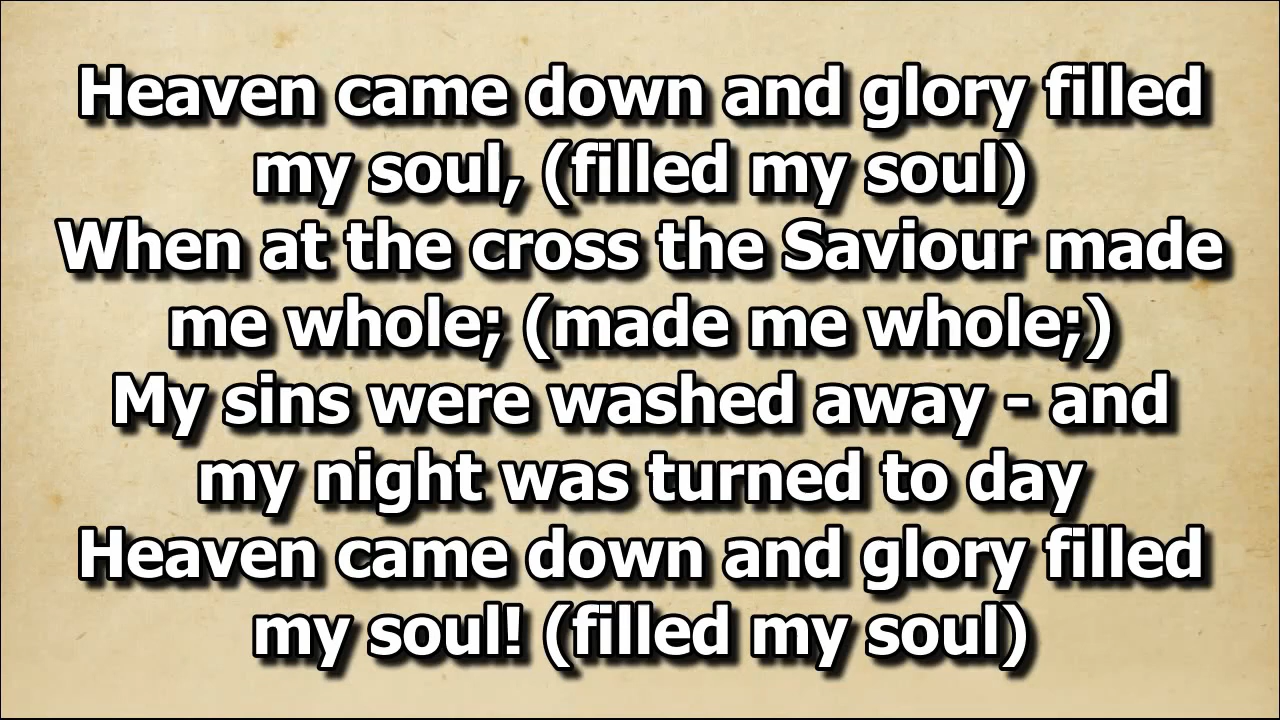 Heaven came down and glory filled
my soul, (filled my soul)
When at the cross the Saviour made
me whole; (made me whole;)
My sins were washed away - and
my night was turned to day
Heaven came down and glory filled
my soul! (filled my soul)